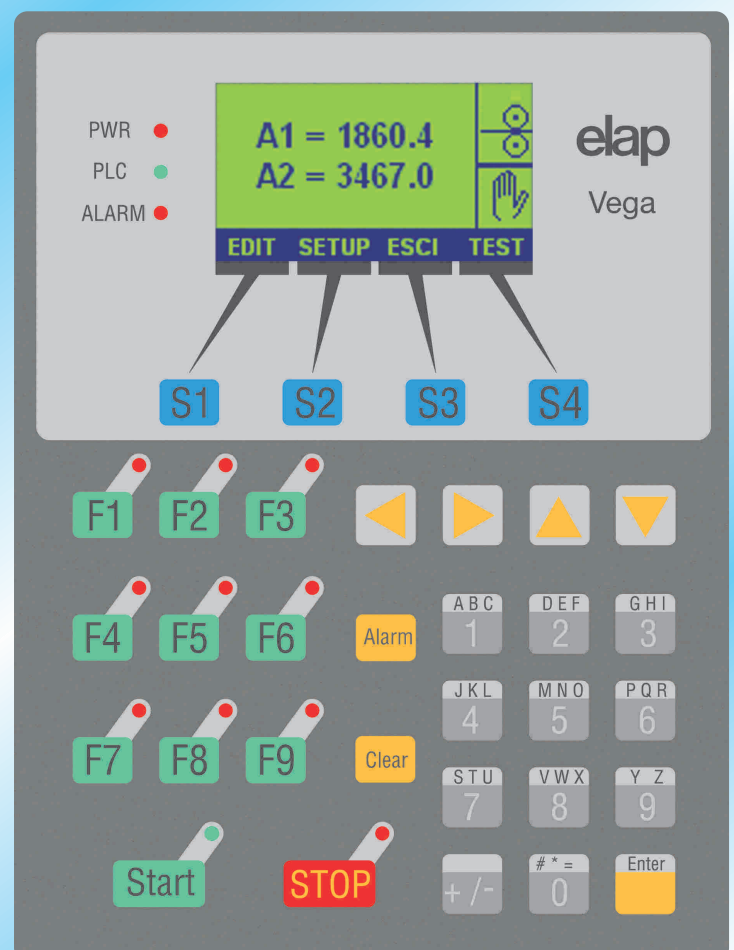 PWR
PLC
ALARM
A1 = 1860.4
A2 = 3467.0
EDIT SETUP ESCI TEST
elap
Vega
S1 S2 S3 S4
F1 F2 F3
F4 F5 F6
Alarm
ABC DEF GHI
1 2 3
JKL MNO PQR
4 5 6
F7 F8 F9
Clear
STU VWX Y Z
7 8 9
Start
STOP
# * = Enter
+ /- 0